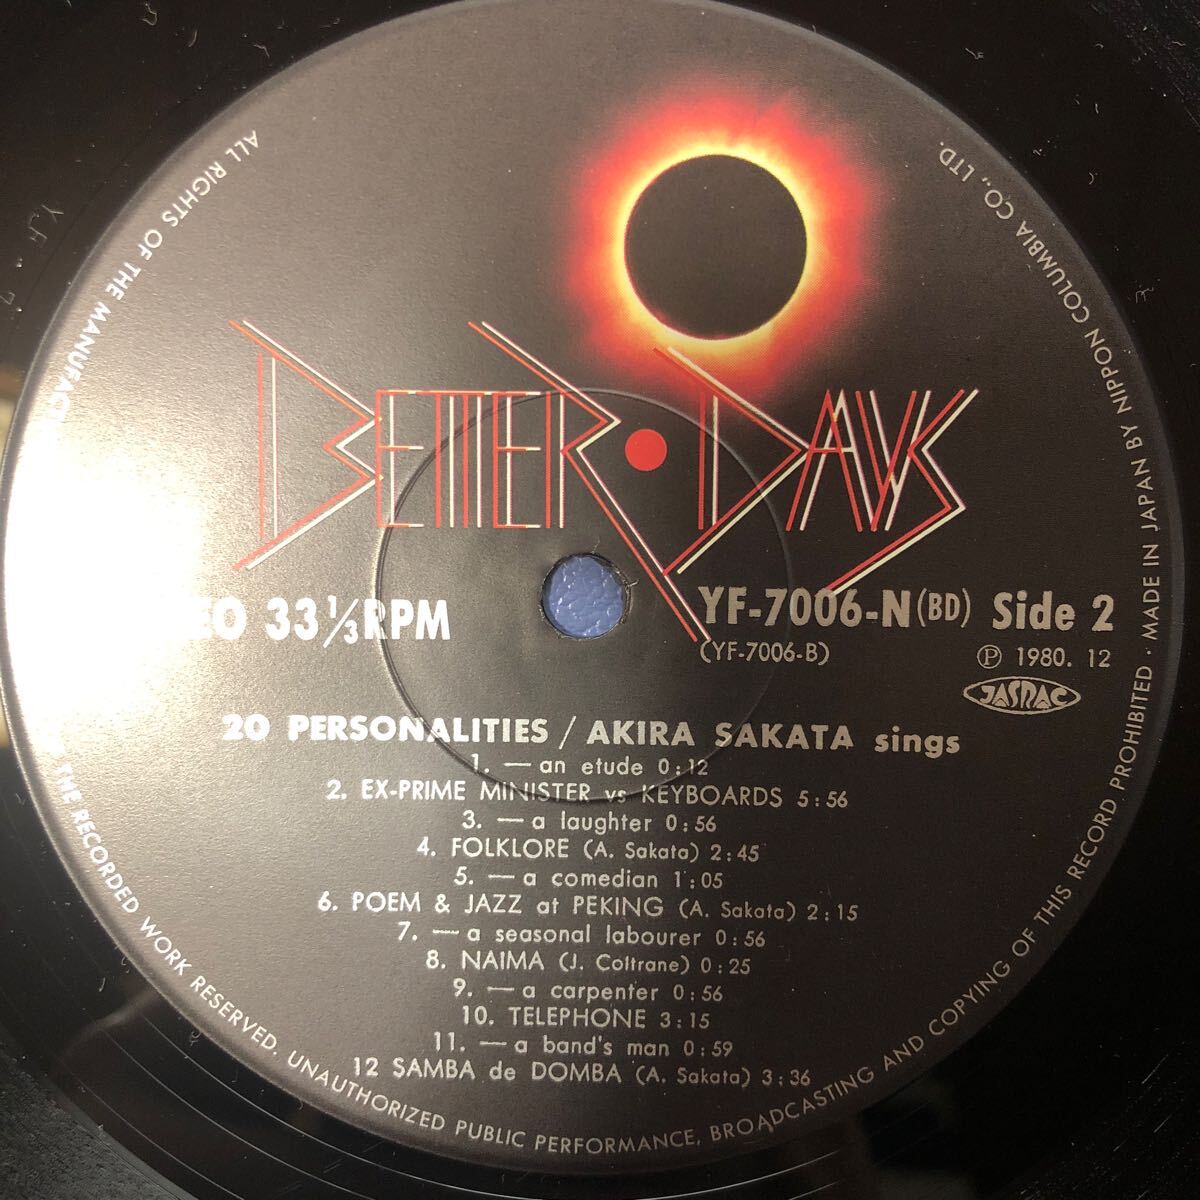 BETTER • DAYS
33⅓RPM
YF-7006-N(BD) Side 2
(YF-7006-B)
Ⓟ 1980. 12
JASRAC
20 PERSONALITIES / AKIRA SAKATA sings
1. — an etude 0:12
2. EX-PRIME MINISTER vs KEYBOARDS 5:56
3. — a laughter 0:56
4. FOLKLORE (A. Sakata) 2:45
5. — a comedian 1:05
6. POEM & JAZZ at PEKING (A. Sakata) 2:15
7. — a seasonal labourer 0:56
8. NAIMA (J. Coltrane) 0:25
9. — a carpenter 0:56
10. TELEPHONE 3:15
11. — a band's man 0:59
12 SAMBA de DOMBA (A. Sakata) 3:36
ALL RIGHTS OF THE THE RECORDED WORK RESERVED. UNAUTHORIZED PUBLIC PERFORMANCE, BROADCASTING AND COPYING OF THIS RECORD PROHIBITED · MADE IN JAPAN BY NIPPON COLUMBIA CO., LTD.